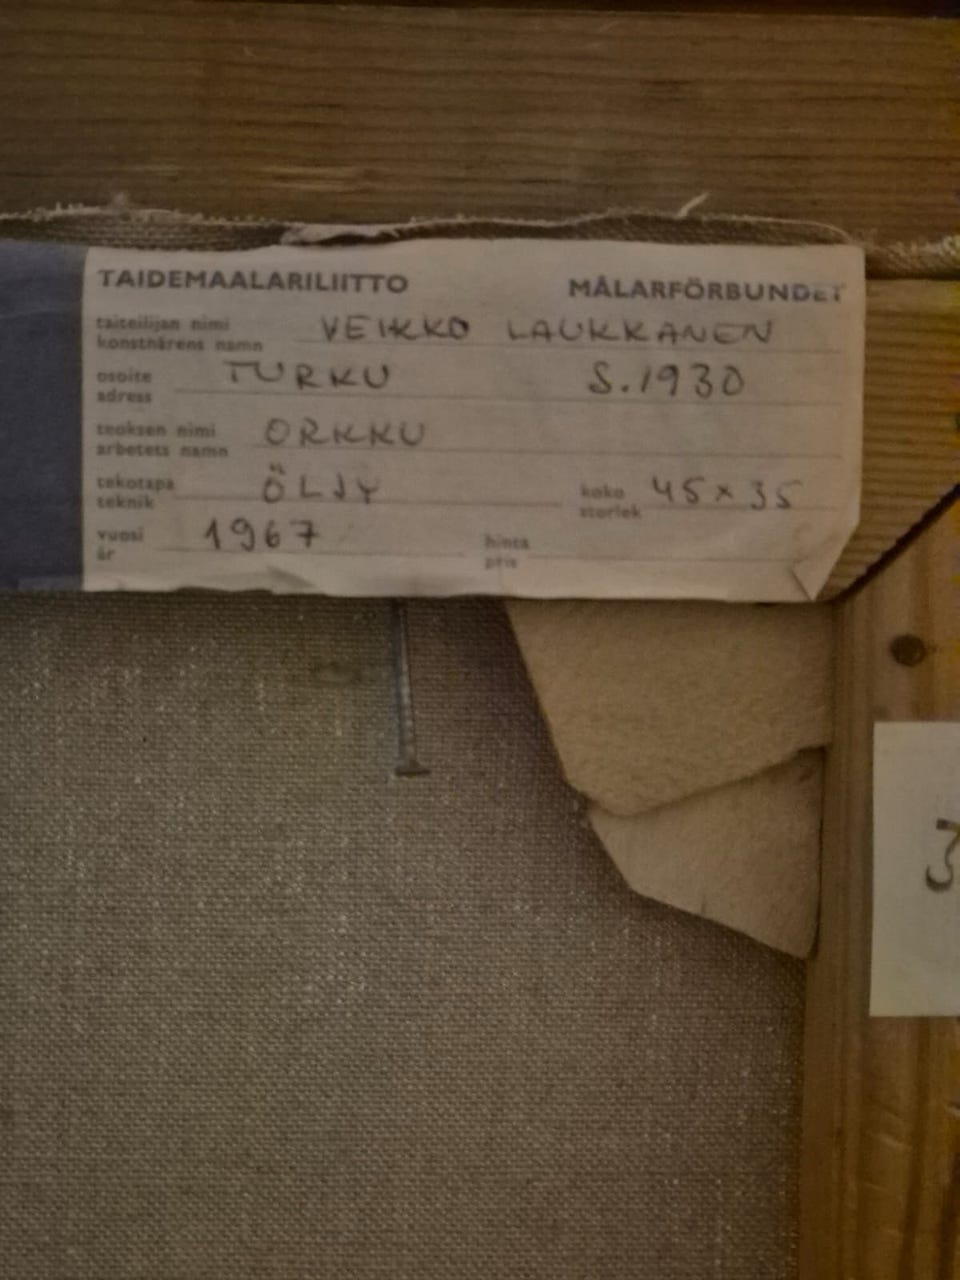 TAIDEMAALARILIITTO MÅLARFÖRBUNDET
taiteilijan nimi VEIKKO LAUKKANEN
konstnärens namn
osoite TURKU S.1930
adress
teoksen nimi ORKKU
arbetets namn
tekotapa ÖLJY koko 45x35
teknik storlek
vuosi 1967 hinta
år pris
3